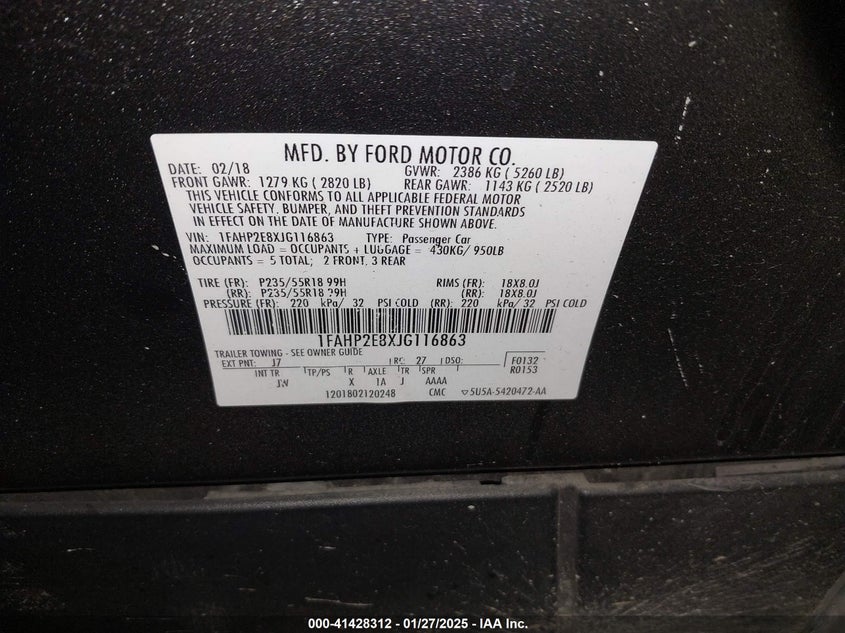 MFD. BY FORD MOTOR CO.
DATE: 02/18 GVWR: 2386 KG ( 5260 LB)
FRONT GAWR: 1279 KG ( 2820 LB) REAR GAWR: 1143 KG ( 2520 LB)
THIS VEHICLE CONFORMS TO ALL APPLICABLE FEDERAL MOTOR
VEHICLE SAFETY, BUMPER, AND THEFT PREVENTION STANDARDS
IN EFFECT ON THE DATE OF MANUFACTURE SHOWN ABOVE.
VIN: 1FAHP2E8XJG116863 TYPE: Passenger Car
MAXIMUM LOAD = OCCUPANTS + LUGGAGE = 430KG/ 950LB
OCCUPANTS = 5 TOTAL; 2 FRONT, 3 REAR
TIRE (FR): P235/55R18 99H RIMS (FR): 18X8.0J
(RR): P235/55R18 99H (RR): 18X8.0J
PRESSURE (FR): 220 kPa/ 32 PSI COLD (RR): 220 kPa/ 32 PSI COLD
1FAHP2E8XJG116863
TRAILER TOWING - SEE OWNER GUIDE
EXT PNT: J7 RC: 27 DSO: F0132
INT TR TP/PS R AXLE TR SPR R0153
JW X 1A J AAAA
1201802120248 CMC ▽5U5A-5420472-AA
000-41428312 - 01/27/2025 - IAA Inc.